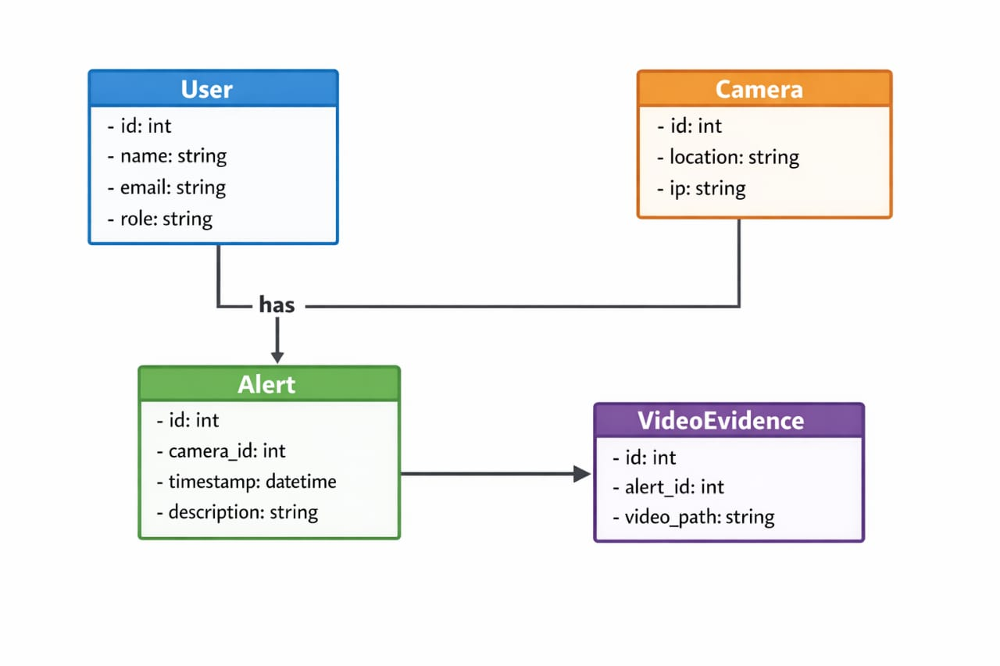 User
- id: int
- name: string
- email: string
- role: string
Camera
- id: int
- location: string
- ip: string
has
Alert
- id: int
- camera_id: int
- timestamp: datetime
- description: string
VideoEvidence
- id: int
- alert_id: int
- video_path: string